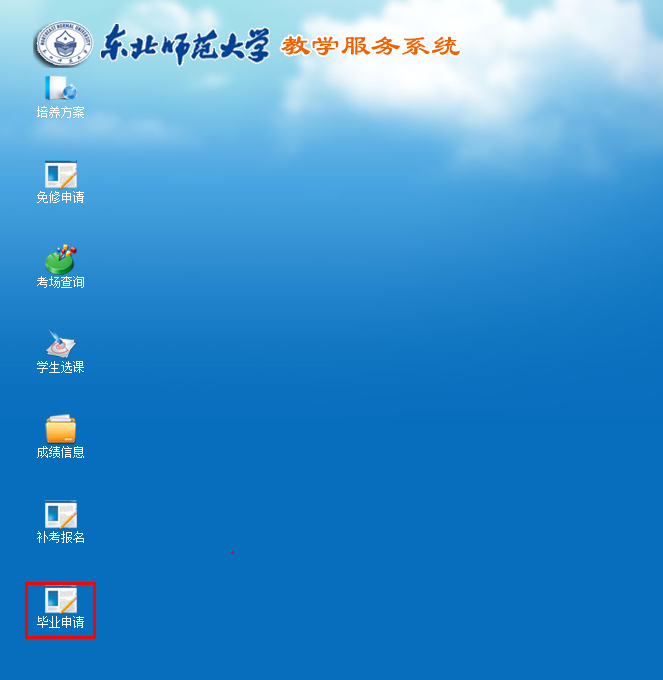 东北师范大学 教学服务系统
培养方案
免修申请
考场查询
学生选课
成绩信息
补考报名
毕业申请